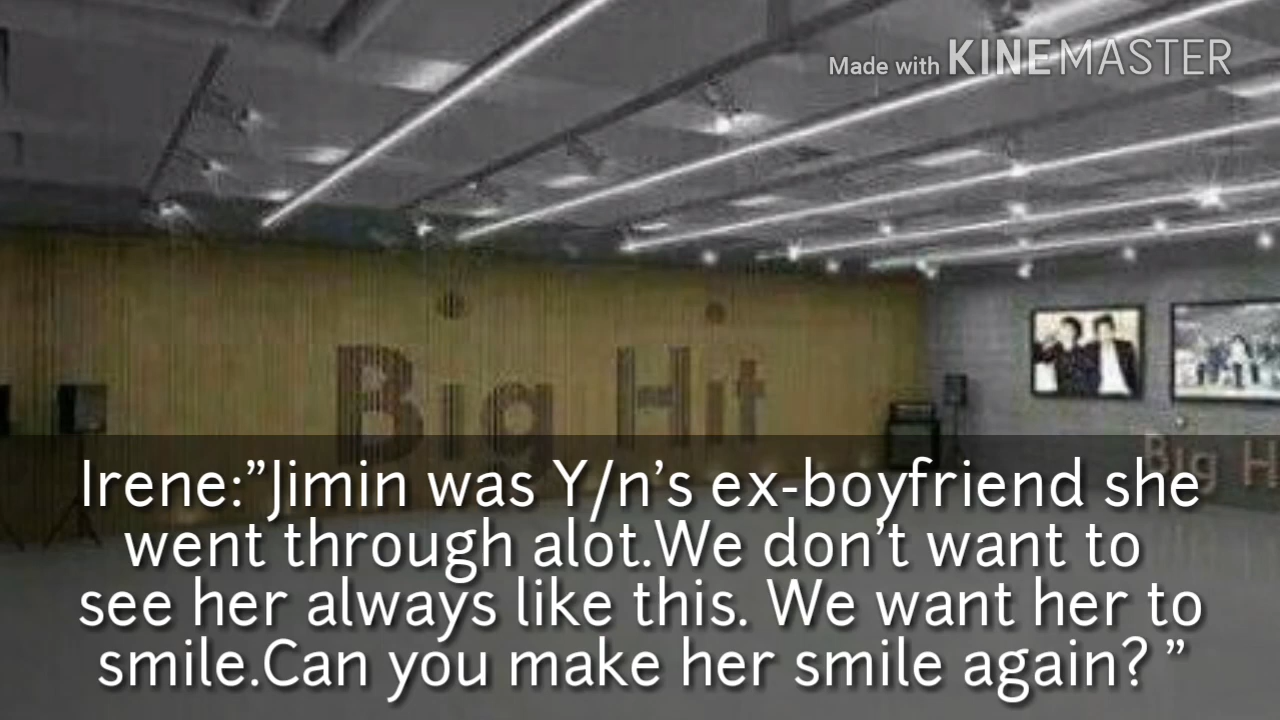 Made with KINEMASTER
Big Hit
Big H
Irene:”Jimin was Y/n’s ex-boyfriend she
went through alot.We don’t want to
see her always like this. We want her to
smile.Can you make her smile again? ”